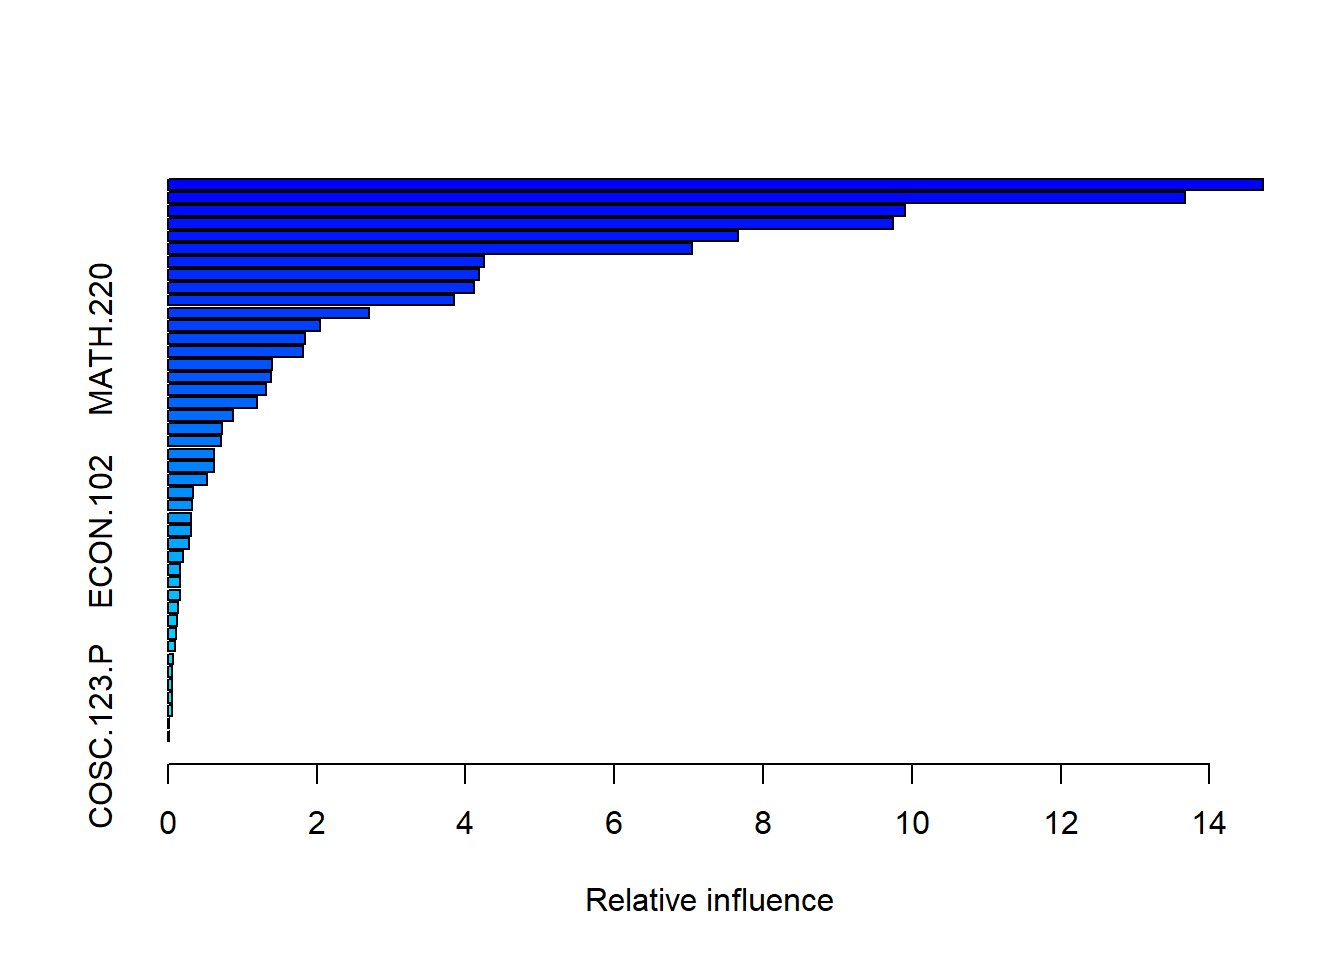 MATH.220
ECON.102
COSC.123.P
0 2 4 6 8 10 12 14
Relative influence